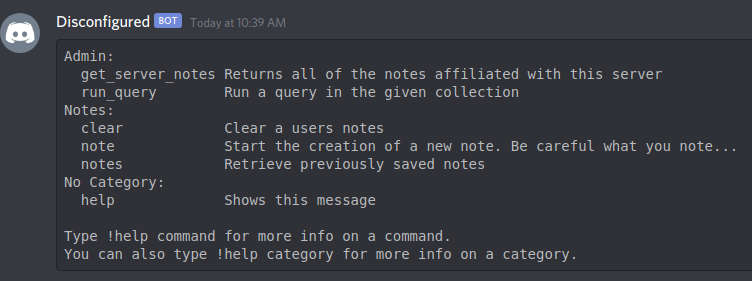 Disconfigured BOT Today at 10:39 AM
Admin:
  get_server_notes Returns all of the notes affiliated with this server
  run_query        Run a query in the given collection
Notes:
  clear            Clear a users notes
  note             Start the creation of a new note. Be careful what you note...
  notes            Retrieve previously saved notes
No Category:
  help             Shows this message

Type !help command for more info on a command.
You can also type !help category for more info on a category.